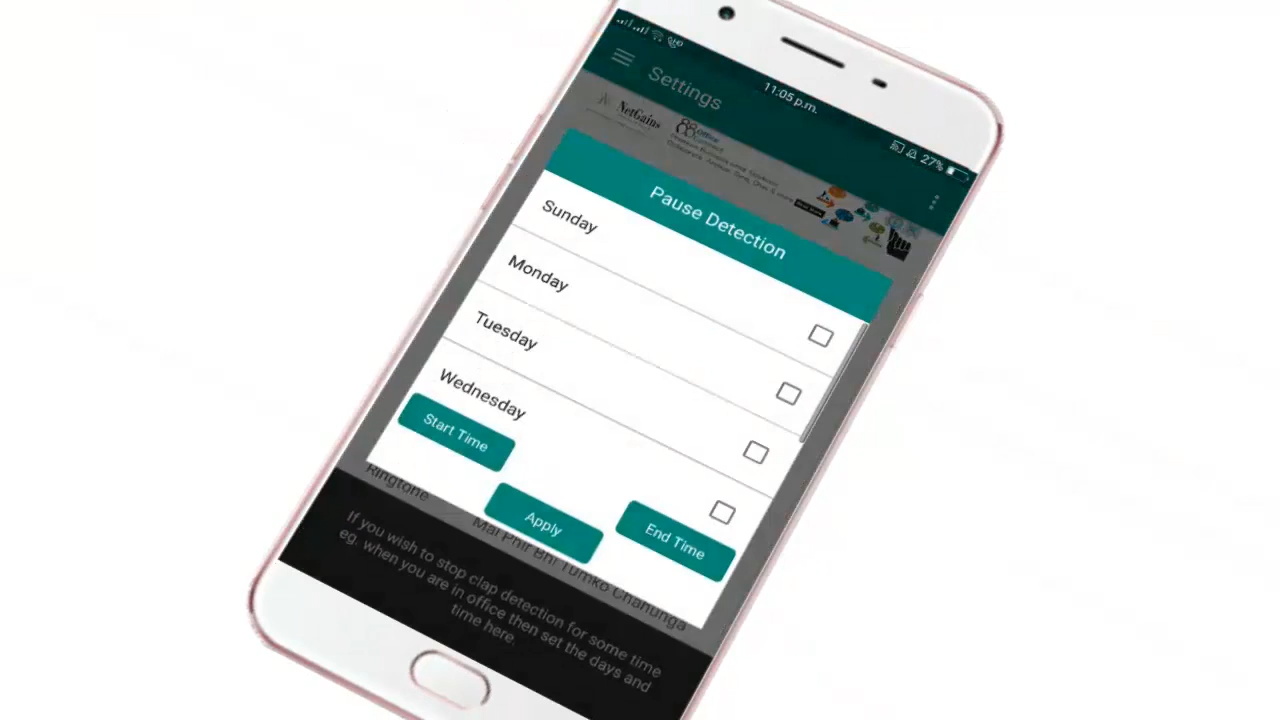 11:05 p.m.
27%
Settings
NetGains
Office
Connect
Pause Detection
Sunday
Monday
Tuesday
Wednesday
Start Time
Apply
End Time
Ringtone
Mai Phir Bhi Tumko Chahunga
If you wish to stop clap detection for some time
eg. when you are in office then set the days and
time here.